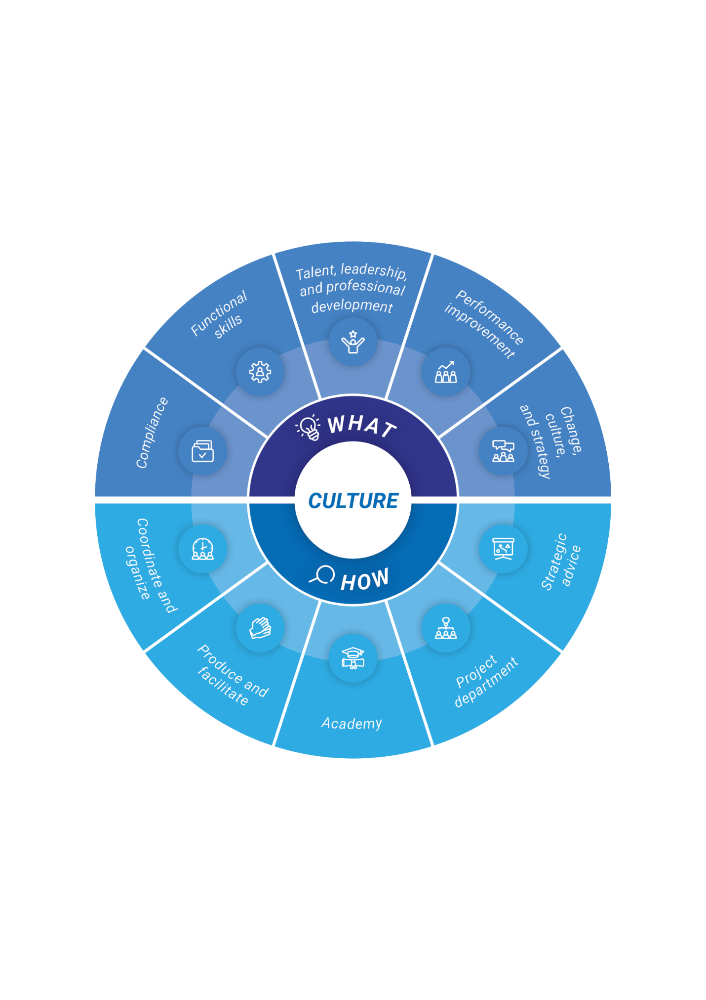 Talent, leadership,
and professional
development
Performance
improvement
Change,
culture,
and strategy
Functional
skills
Compliance
WHAT
CULTURE
HOW
Coordinate and
organize
Produce and
facilitate
Academy
Project
department
Strategic
advice